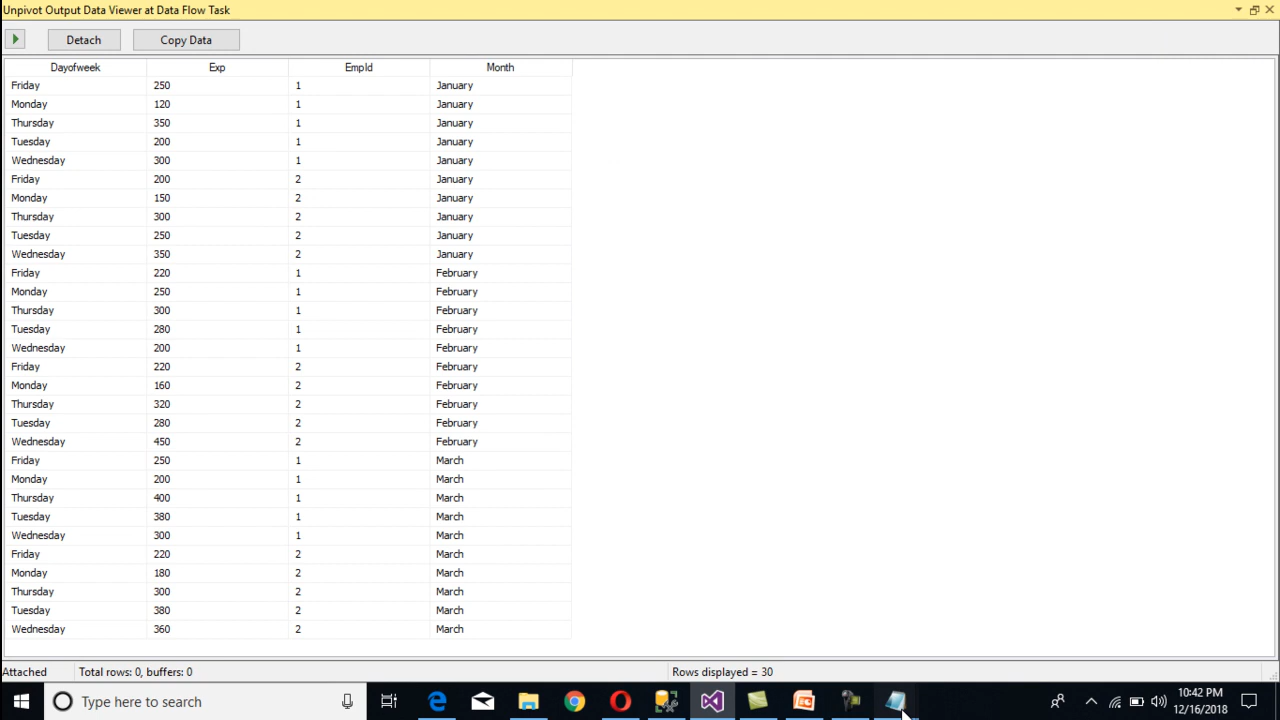 Unpivot Output Data Viewer at Data Flow Task
Detach Copy Data
Dayofweek Exp EmpId Month
Friday 250 1 January
Monday 120 1 January
Thursday 350 1 January
Tuesday 200 1 January
Wednesday 300 1 January
Friday 200 2 January
Monday 150 2 January
Thursday 300 2 January
Tuesday 250 2 January
Wednesday 350 2 January
Friday 220 1 February
Monday 250 1 February
Thursday 300 1 February
Tuesday 280 1 February
Wednesday 200 1 February
Friday 220 2 February
Monday 160 2 February
Thursday 320 2 February
Tuesday 280 2 February
Wednesday 450 2 February
Friday 250 1 March
Monday 200 1 March
Thursday 400 1 March
Tuesday 380 1 March
Wednesday 300 1 March
Friday 220 2 March
Monday 180 2 March
Thursday 300 2 March
Tuesday 380 2 March
Wednesday 360 2 March
Attached Total rows: 0, buffers: 0 Rows displayed = 30
Type here to search
10:42 PM
12/16/2018